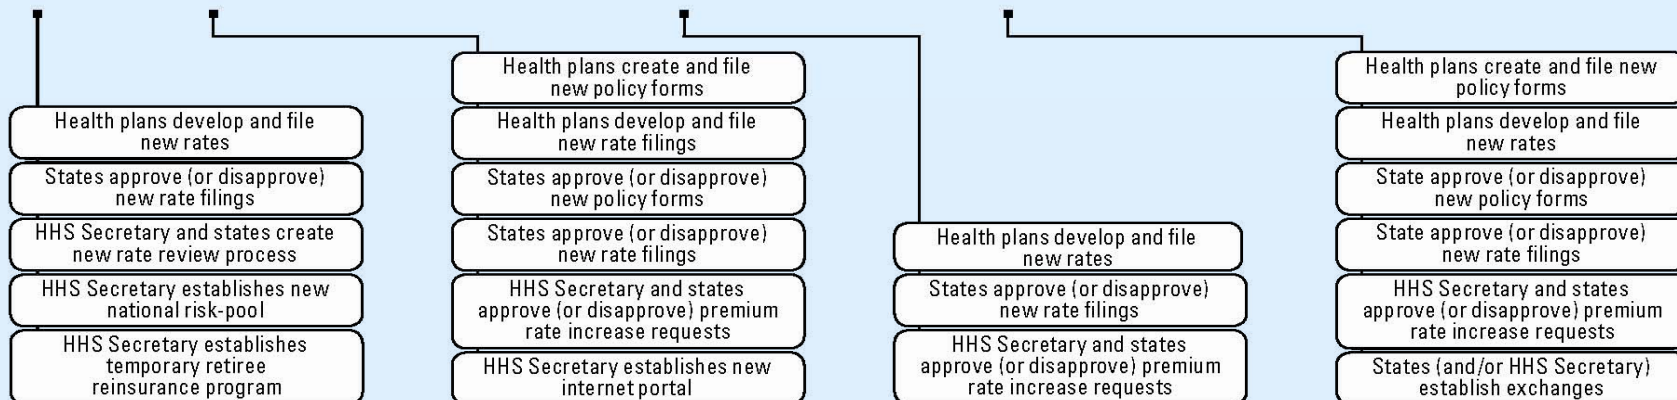 Health plans develop and file
new rates
States approve (or disapprove)
new rate filings
HHS Secretary and states create
new rate review process
HHS Secretary establishes new
national risk-pool
HHS Secretary establishes
temporary retiree
reinsurance program
Health plans create and file
new policy forms
Health plans develop and file
new rate filings
States approve (or disapprove)
new policy forms
States approve (or disapprove)
new rate filings
HHS Secretary and states
approve (or disapprove) premium
rate increase requests
HHS Secretary establishes new
internet portal
Health plans develop and file
new rates
States approve (or disapprove)
new rate filings
HHS Secretary and states
approve (or disapprove) premium
rate increase requests
Health plans create and file new
policy forms
Health plans develop and file
new rates
State approve (or disapprove)
new policy forms
State approve (or disapprove)
new rate filings
HHS Secretary and states
approve (or disapprove) premium
rate increase requests
States (and/or HHS Secretary)
establish exchanges